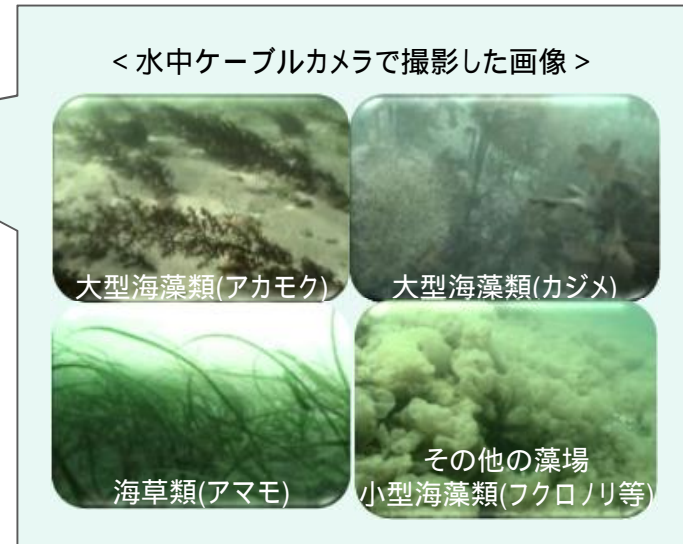 <水中ケーブルカメラで撮影した画像>
大型海藻類(アカモク)
大型海藻類(カジメ)
海草類(アマモ)
その他の藻場
小型海藻類(フクロノリ等)